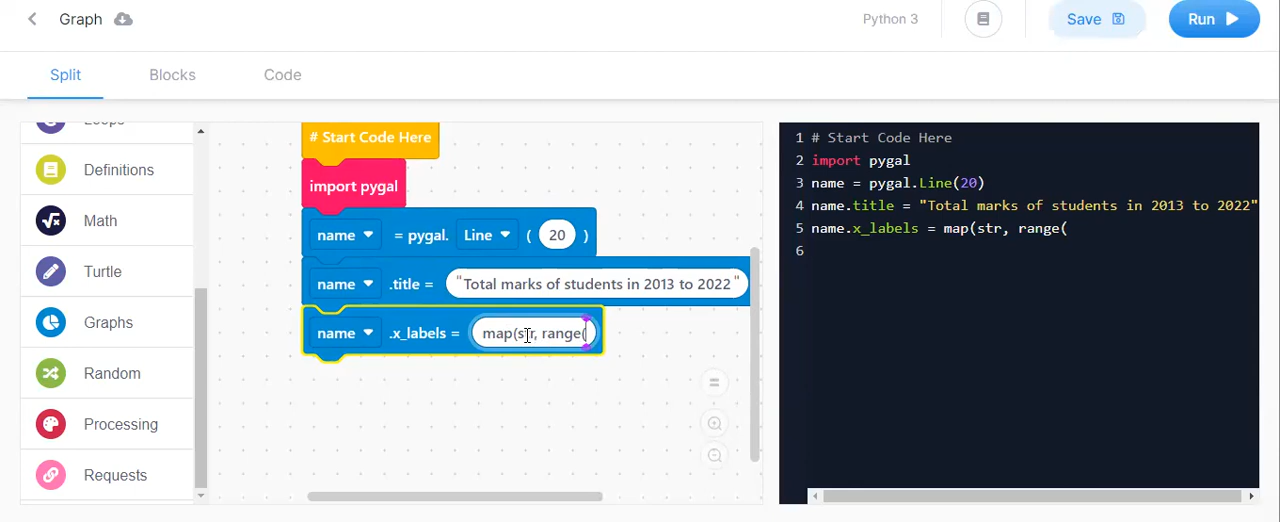 Graph
Python 3
Save
Run
Split
Blocks
Code
Loops
Definitions
Math
Turtle
Graphs
Random
Processing
Requests
# Start Code Here
import pygal
name = pygal. Line ( 20 )
name .title = "Total marks of students in 2013 to 2022"
name .x_labels = map(str, range(
1 # Start Code Here
2 import pygal
3 name = pygal.Line(20)
4 name.title = "Total marks of students in 2013 to 2022"
5 name.x_labels = map(str, range(
6